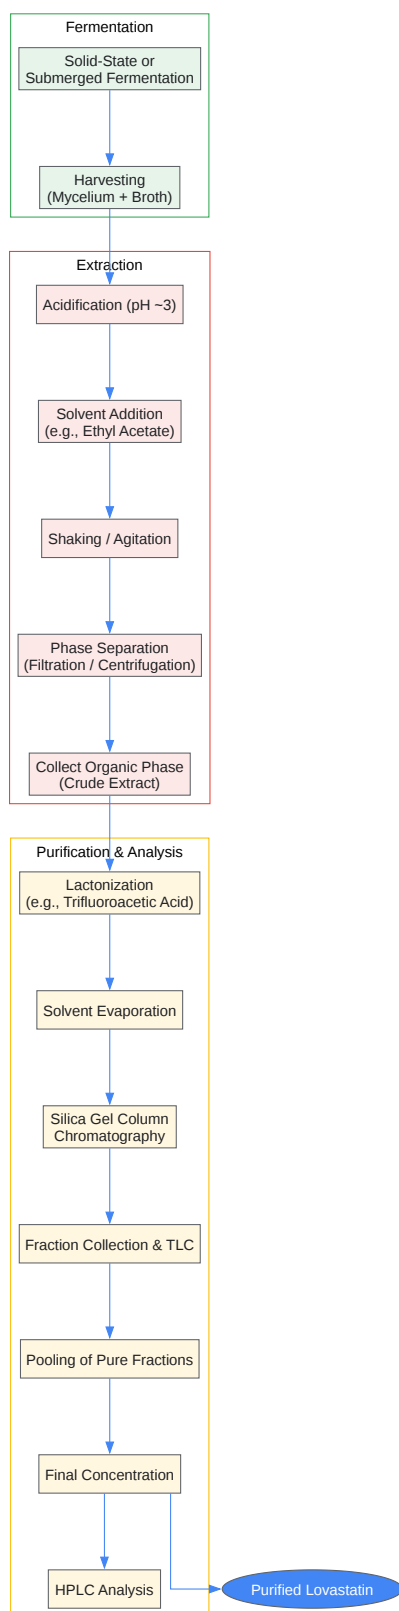 Fermentation
Solid-State or
Submerged Fermentation
Harvesting
(Mycelium + Broth)
Extraction
Acidification (pH ~3)
Solvent Addition
(e.g., Ethyl Acetate)
Shaking / Agitation
Phase Separation
(Filtration / Centrifugation)
Collect Organic Phase
(Crude Extract)
Purification & Analysis
Lactonization
(e.g., Trifluoroacetic Acid)
Solvent Evaporation
Silica Gel Column
Chromatography
Fraction Collection & TLC
Pooling of Pure Fractions
Final Concentration
HPLC Analysis
Purified Lovastatin